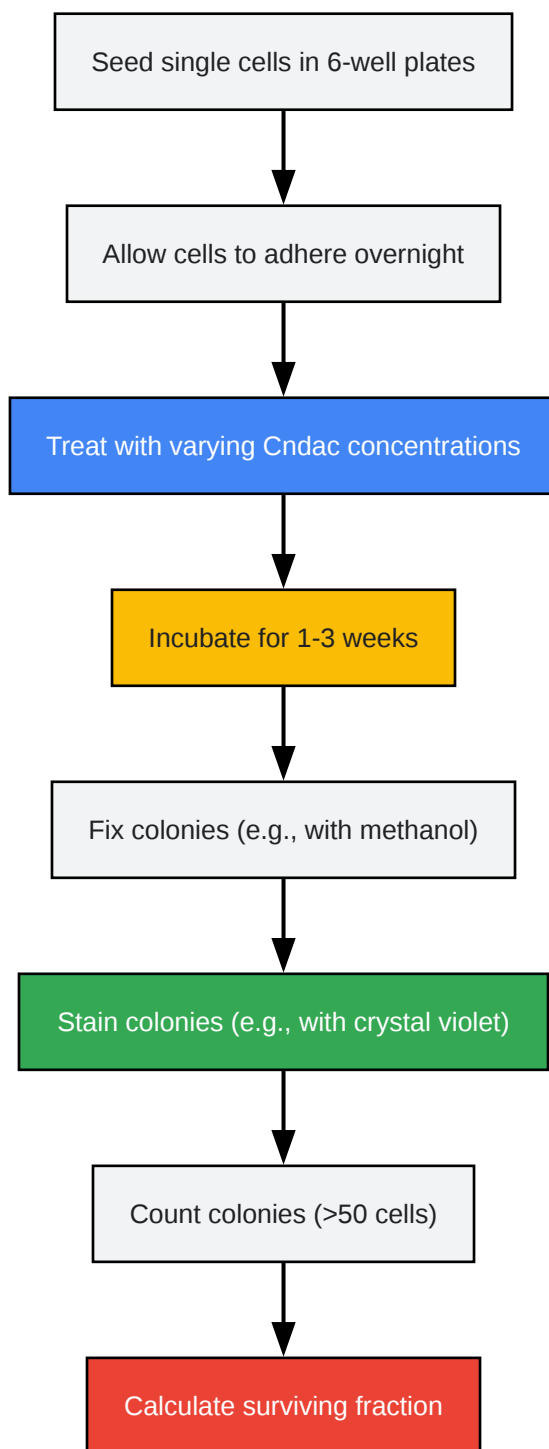 Seed single cells in 6-well plates
Allow cells to adhere overnight
Treat with varying Cndac concentrations
Incubate for 1-3 weeks
Fix colonies (e.g., with methanol)
Stain colonies (e.g., with crystal violet)
Count colonies (>50 cells)
Calculate surviving fraction